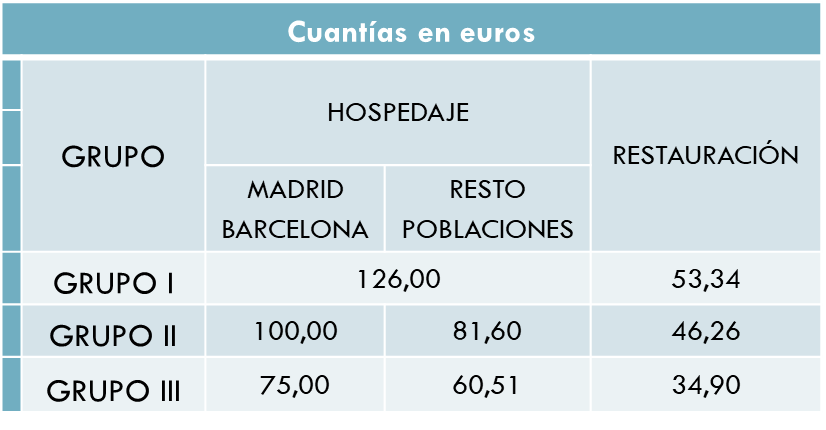 Cuantías en euros
GRUPO
HOSPEDAJE
RESTAURACIÓN
MADRID
BARCELONA
RESTO
POBLACIONES
GRUPO I 126,00 53,34
GRUPO II 100,00 81,60 46,26
GRUPO III 75,00 60,51 34,90